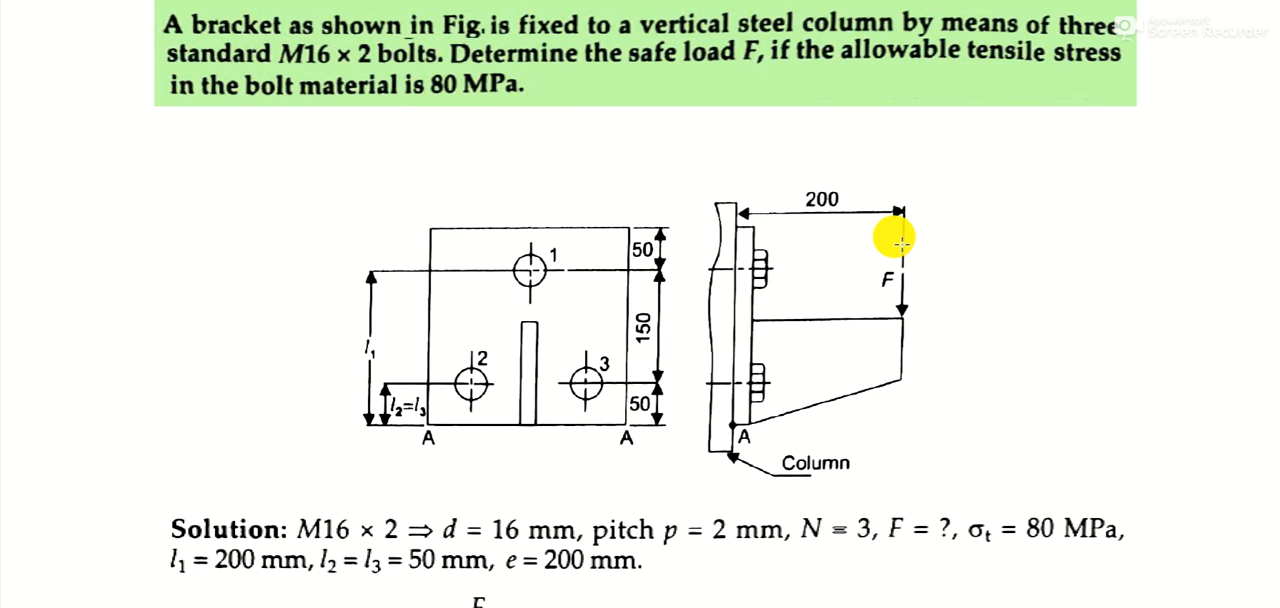 A bracket as shown in Fig. is fixed to a vertical steel column by means of three
standard M16 × 2 bolts. Determine the safe load F, if the allowable tensile stress
in the bolt material is 80 MPa.
Apowersoft
Screen Recorder
200
1
50
F
150
l₁
2
3
l₂=l₃
50
A
A
A
Column
Solution: M16 × 2 ⇒ d = 16 mm, pitch p = 2 mm, N = 3, F = ?, σₜ = 80 MPa,
l₁ = 200 mm, l₂ = l₃ = 50 mm, e = 200 mm.
F